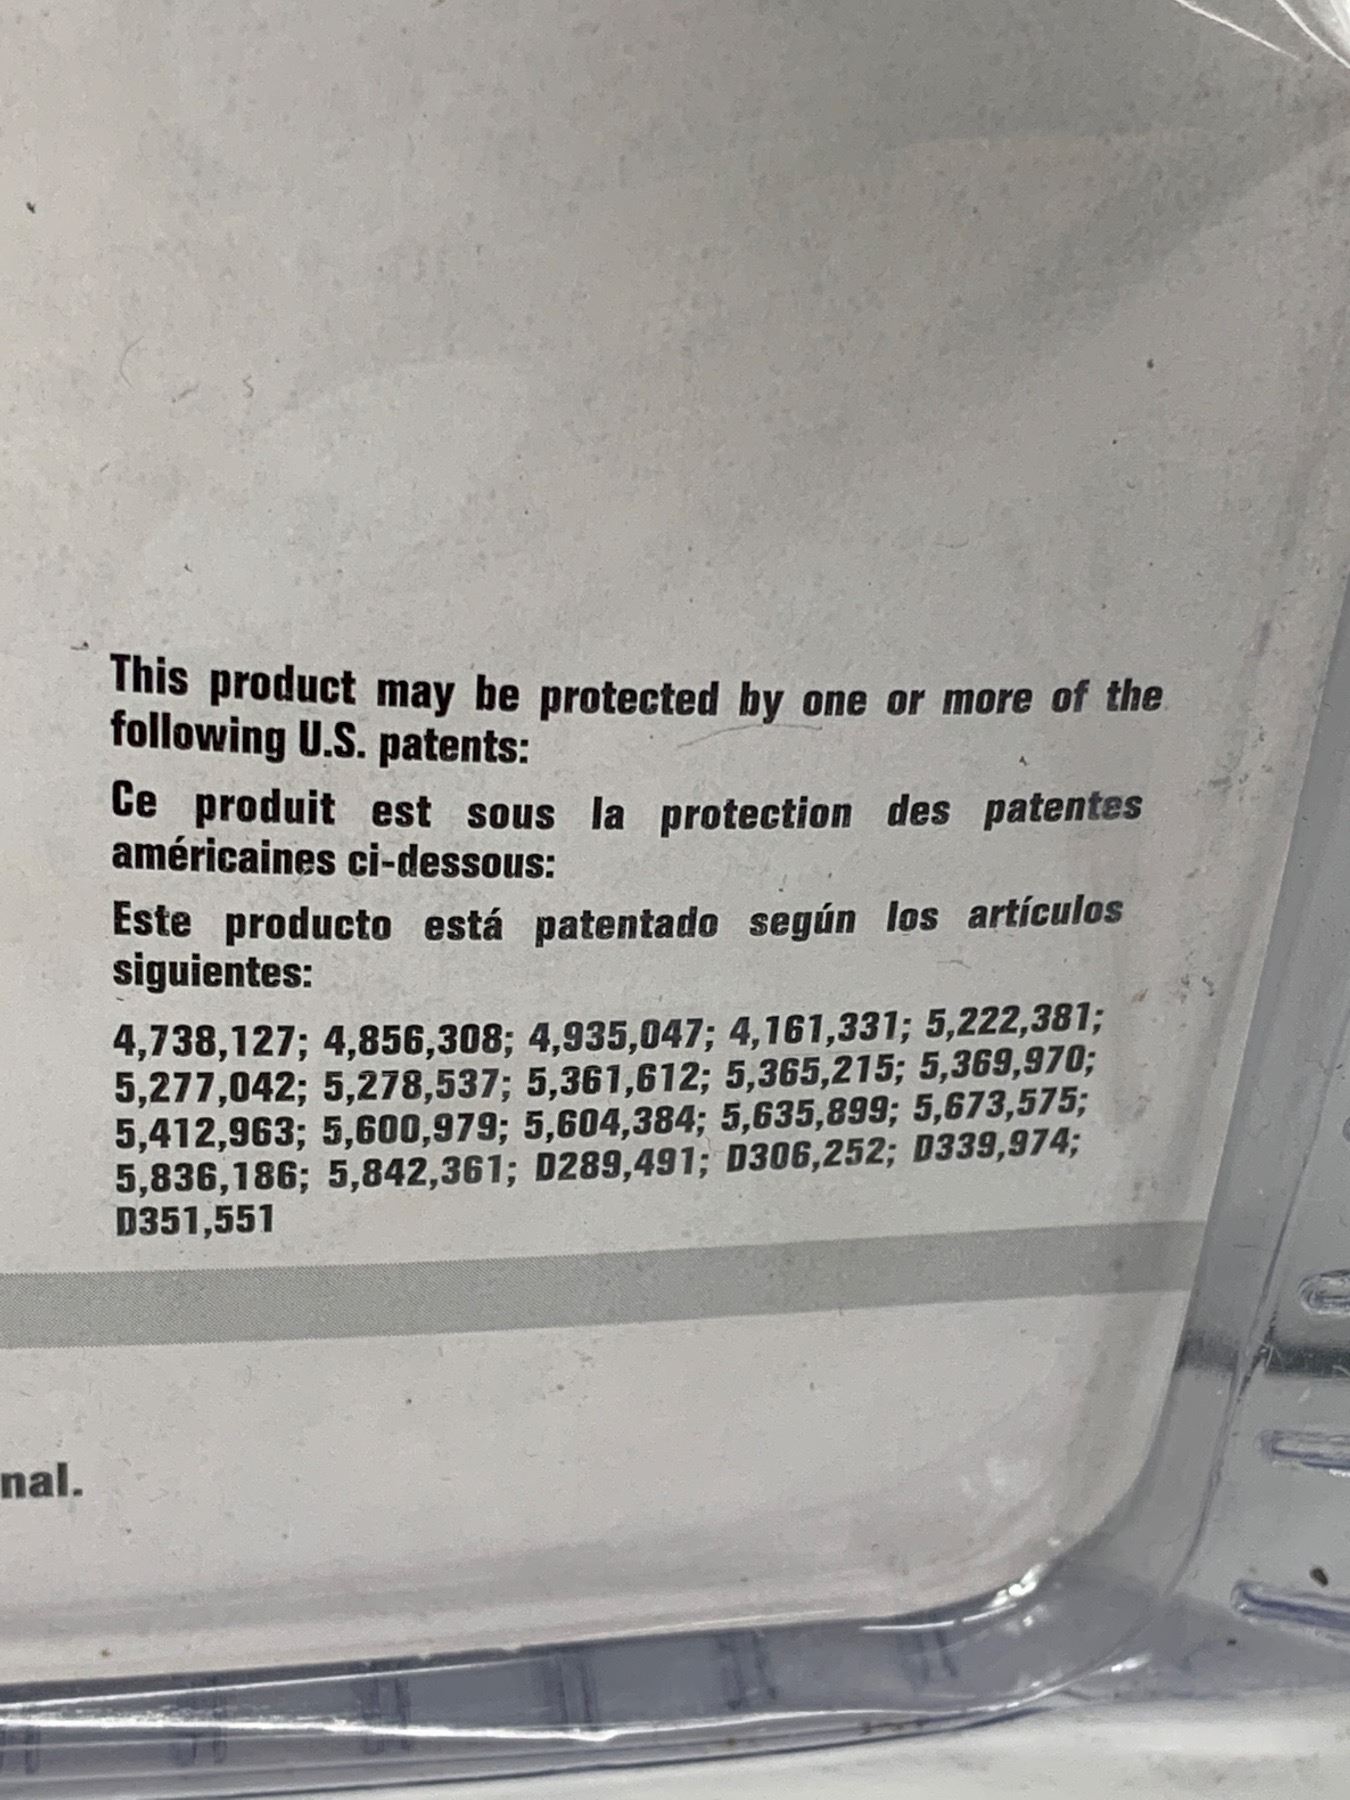 This product may be protected by one or more of the
following U.S. patents:
Ce produit est sous la protection des patentes
américaines ci-dessous:
Este producto está patentado según los artículos
siguientes:
4,738,127; 4,856,308; 4,935,047; 4,161,331; 5,222,381;
5,277,042; 5,278,537; 5,361,612; 5,365,215; 5,369,970;
5,412,963; 5,600,979; 5,604,384; 5,635,899; 5,673,575;
5,836,186; 5,842,361; D289,491; D306,252; D339,974;
D351,551
nal.